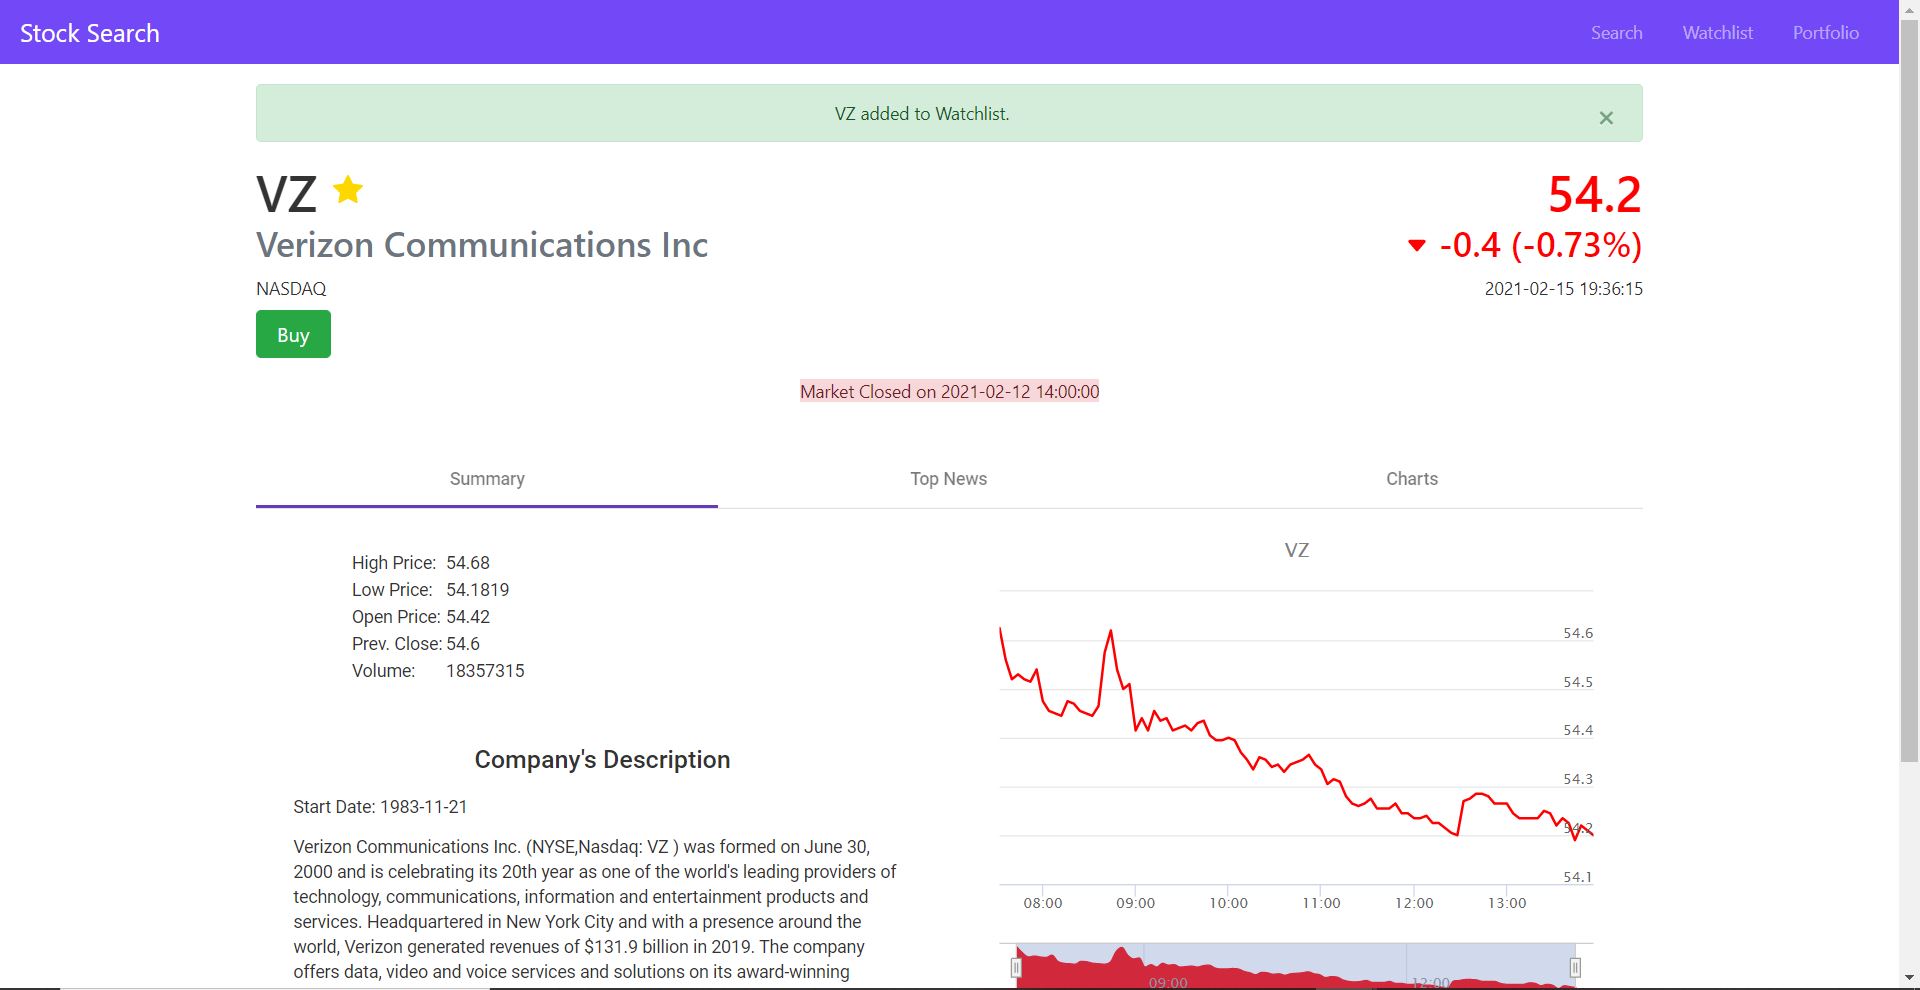 Stock Search
Search Watchlist Portfolio
VZ added to Watchlist.
×
VZ
54.2
Verizon Communications Inc
-0.4 (-0.73%)
NASDAQ
2021-02-15 19:36:15
Buy
Market Closed on 2021-02-12 14:00:00
Summary Top News Charts
High Price: 54.68
Low Price: 54.1819
Open Price: 54.42
Prev. Close: 54.6
Volume: 18357315
Company's Description
Start Date: 1983-11-21
Verizon Communications Inc. (NYSE,Nasdaq: VZ ) was formed on June 30,
2000 and is celebrating its 20th year as one of the world's leading providers of
technology, communications, information and entertainment products and
services. Headquartered in New York City and with a presence around the
world, Verizon generated revenues of $131.9 billion in 2019. The company
offers data, video and voice services and solutions on its award-winning
VZ
54.6
54.5
54.4
54.3
54.2
54.1
08:00 09:00 10:00 11:00 12:00 13:00
09:00 12:00